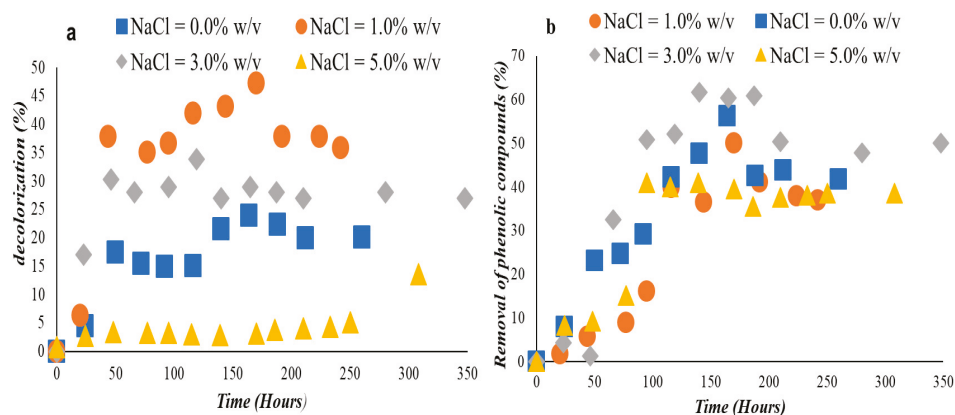 a
NaCl = 0.0% w/v
NaCl = 1.0% w/v
NaCl = 3.0% w/v
NaCl = 5.0% w/v
decolorization (%)
50
45
40
35
30
25
20
15
10
5
0
0
50
100
150
200
250
300
350
Time (Hours)
b
NaCl = 1.0% w/v
NaCl = 0.0% w/v
NaCl = 3.0% w/v
NaCl = 5.0% w/v
Removal of phenolic compounds (%)
70
60
50
40
30
20
10
0
0
50
100
150
200
250
300
350
Time (Hours)